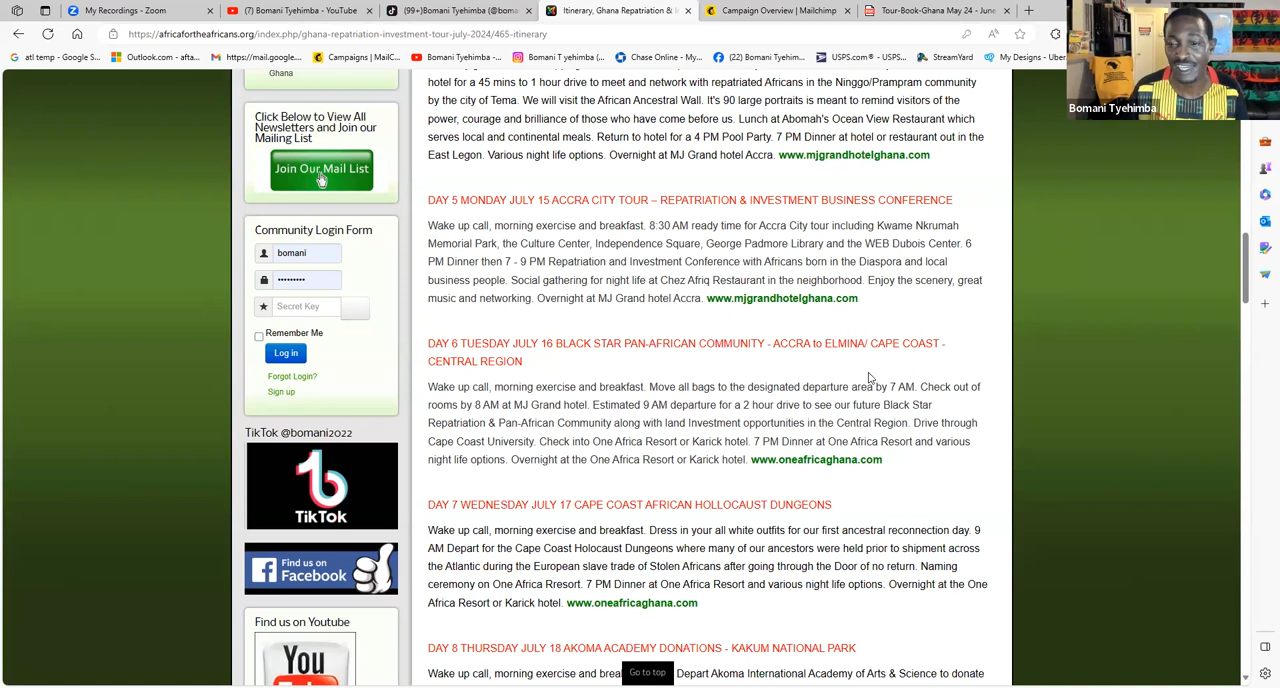 My Recordings - Zoom
(7) Bomani Tyehimba - YouTube
(99+)Bomani Tyehimba (@boma
Itinerary, Ghana Repatriation & I
Campaign Overview | Mailchimp
Tour-Book-Ghana May 24 - June
https://africafortheafricans.org/index.php/ghana-repatriation-investment-tour-july-2024/465-itinerary
atl temp - Google S...
Outlook.com - afta...
https://mail.google....
Campaigns | MailC...
Bomani Tyehimba -...
Bomani T yehimba (...
Chase Online - My...
(22) Bomani Tyehim...
USPS.com® - USPS...
StreamYard
My Designs - Uber
Bomani Tyehimba
Ghana
Click Below to View All
Newsletters and Join our
Mailing List
Join Our Mail List
Community Login Form
bomani
Secret Key
Remember Me
Log in
Forgot Login?
Sign up
TikTok @bomani2022
TikTok
Find us on
Facebook
Find us on Youtube
You
hotel for a 45 mins to 1 hour drive to meet and network with repatriated Africans in the Ninggo/Prampram community
by the city of Tema. We will visit the African Ancestral Wall. It's 90 large portraits is meant to remind visitors of the
power, courage and brilliance of those who have come before us. Lunch at Abomah's Ocean View Restaurant which
serves local and continental meals. Return to hotel for a 4 PM Pool Party. 7 PM Dinner at hotel or restaurant out in the
East Legon. Various night life options. Overnight at MJ Grand hotel Accra. www.mjgrandhotelghana.com
DAY 5 MONDAY JULY 15 ACCRA CITY TOUR – REPATRIATION & INVESTMENT BUSINESS CONFERENCE
Wake up call, morning exercise and breakfast. 8:30 AM ready time for Accra City tour including Kwame Nkrumah
Memorial Park, the Culture Center, Independence Square, George Padmore Library and the WEB Dubois Center. 6
PM Dinner then 7 - 9 PM Repatriation and Investment Conference with Africans born in the Diaspora and local
business people. Social gathering for night life at Chez Afriq Restaurant in the neighborhood. Enjoy the scenery, great
music and networking. Overnight at MJ Grand hotel Accra. www.mjgrandhotelghana.com
DAY 6 TUESDAY JULY 16 BLACK STAR PAN-AFRICAN COMMUNITY - ACCRA to ELMINA/ CAPE COAST -
CENTRAL REGION
Wake up call, morning exercise and breakfast. Move all bags to the designated departure area by 7 AM. Check out of
rooms by 8 AM at MJ Grand hotel. Estimated 9 AM departure for a 2 hour drive to see our future Black Star
Repatriation & Pan-African Community along with land Investment opportunities in the Central Region. Drive through
Cape Coast University. Check into One Africa Resort or Karick hotel. 7 PM Dinner at One Africa Resort and various
night life options. Overnight at the One Africa Resort or Karick hotel. www.oneafricaghana.com
DAY 7 WEDNESDAY JULY 17 CAPE COAST AFRICAN HOLLOCAUST DUNGEONS
Wake up call, morning exercise and breakfast. Dress in your all white outfits for our first ancestral reconnection day. 9
AM Depart for the Cape Coast Holocaust Dungeons where many of our ancestors were held prior to shipment across
the Atlantic during the European slave trade of Stolen Africans after going through the Door of no return. Naming
ceremony on One Africa Rresort. 7 PM Dinner at One Africa Resort and various night life options. Overnight at the One
Africa Resort or Karick hotel. www.oneafricaghana.com
DAY 8 THURSDAY JULY 18 AKOMA ACADEMY DONATIONS - KAKUM NATIONAL PARK
Wake up call, morning exercise and brea Depart Akoma International Academy of Arts & Science to donate
Go to top